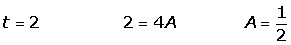 t = 2    2 = 4A    A = 1/2